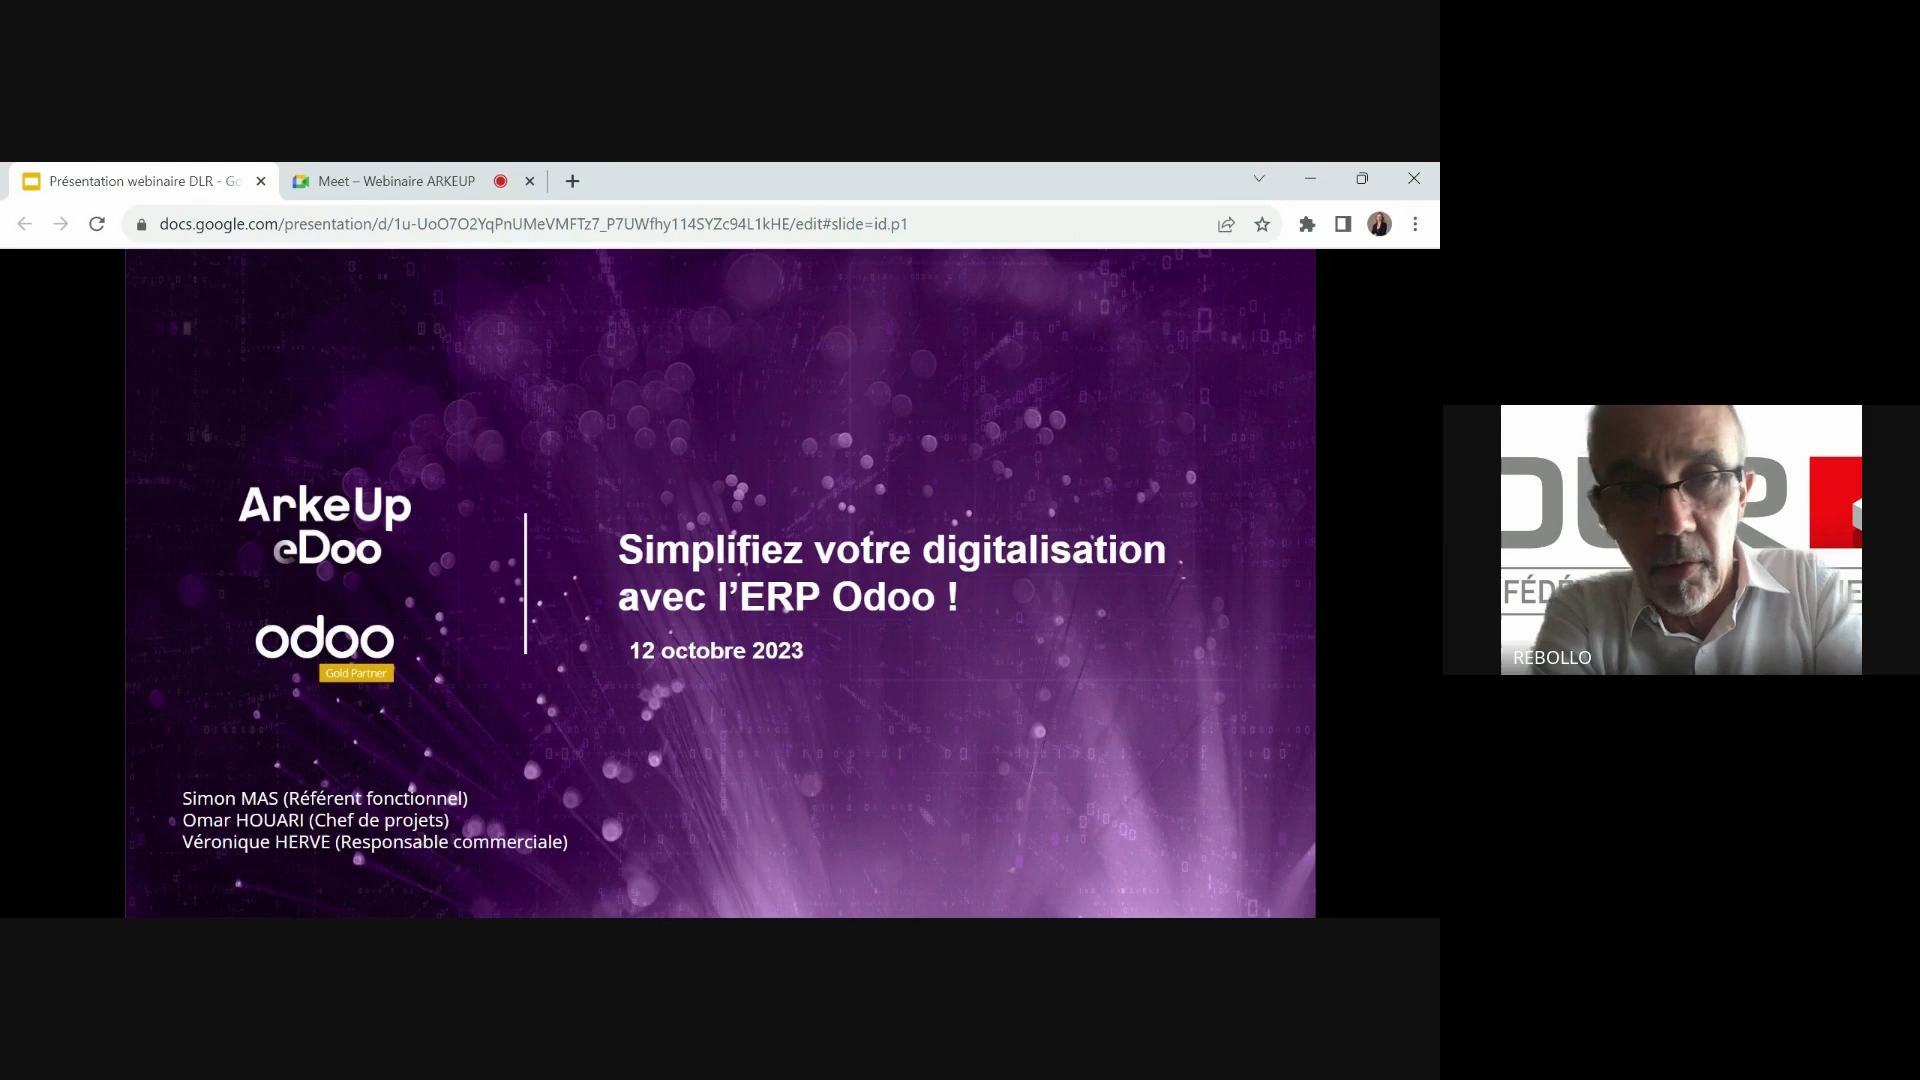 Présentation webinaire DLR - Go
Meet – Webinaire ARKEUP
docs.google.com/presentation/d/1u-UoO7O2YqPnUMeVMFTz7_P7UWfhy114SYZc94L1kHE/edit#slide=id.p1
ArkeUp
eDoo
odoo
Gold Partner
Simplifiez votre digitalisation
avec l’ERP Odoo !
12 octobre 2023
Simon MAS (Référent fonctionnel)
Omar HOUARI (Chef de projets)
Véronique HERVE (Responsable commerciale)
REBOLLO